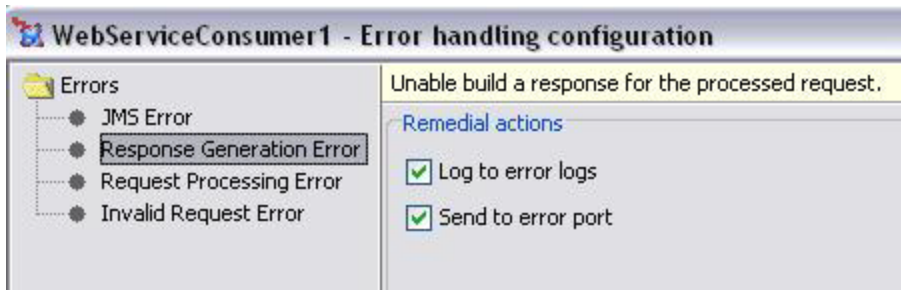 WebServiceConsumer1 - Error handling configuration
Errors
JMS Error
Response Generation Error
Request Processing Error
Invalid Request Error
Unable build a response for the processed request.
Remedial actions
Log to error logs
Send to error port